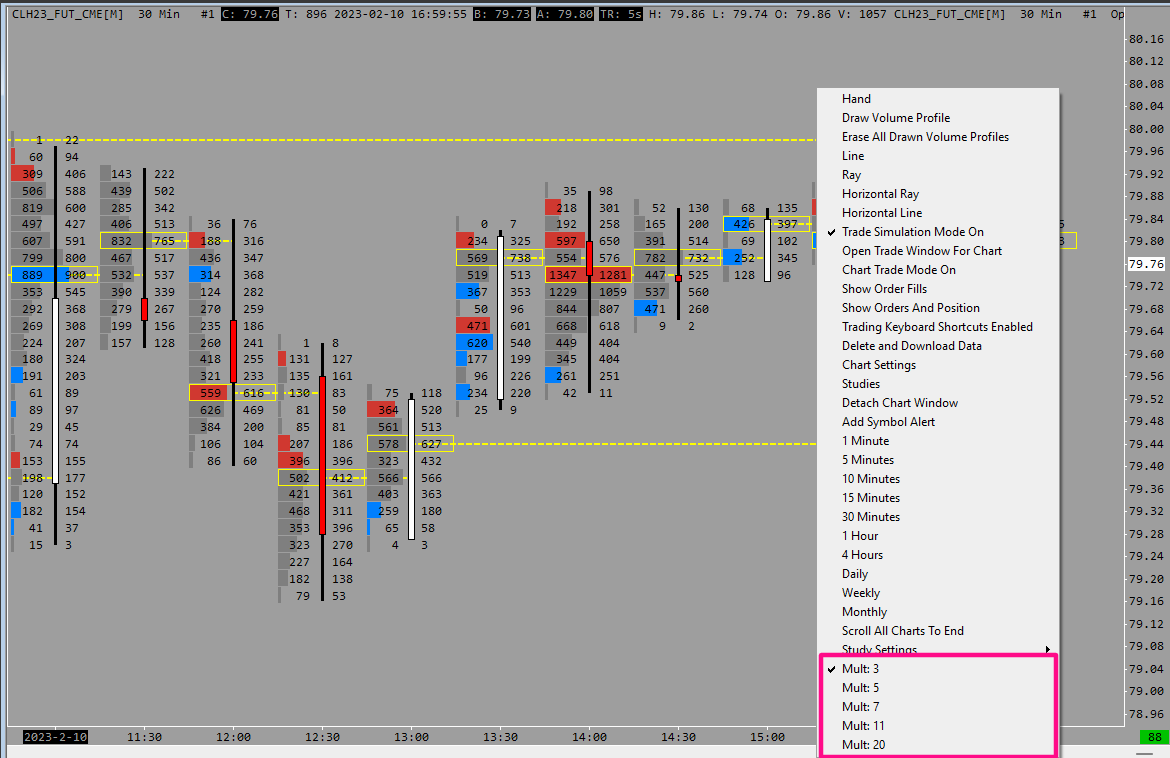 CLH23_FUT_CME[M] 30 Min #1 C: 79.76 T: 896 2023-02-10 16:59:55 B: 79.73 A: 79.80 TR: 5s H: 79.86 L: 79.74 O: 79.86 V: 1057 CLH23_FUT_CME[M] 30 Min #1 Op
1 22
60 94
309 406 143 222
506 588 439 502 35 98
819 600 285 342 218 301 52 130 68 135
497 427 406 513 36 76 0 7 192 258 165 200 426 397
607 591 832 765 188 316 234 325 597 650 391 514 69 102
799 800 467 517 436 347 569 738 554 576 782 732 252 345
889 900 532 537 314 368 519 513 1347 1281 447 525 128 96
353 545 390 339 124 282 367 353 1229 1059 537 560
292 368 279 267 270 259 50 96 844 807 471 260
269 308 199 156 235 186 471 601 668 618 9 2
224 207 157 128 260 241 1 8 620 540 449 404
180 324 418 255 131 127 177 199 345 404
191 203 321 233 135 161 96 226 261 251
61 89 559 616 130 83 75 118 234 220 42 11
89 97 626 469 81 50 364 520 25 9
29 45 384 200 85 81 561 513
74 74 106 104 207 186 578 627
153 155 86 60 396 396 323 432
198 177 502 412 566 566
120 152 421 361 403 363
182 154 468 311 259 180
41 37 353 396 65 58
15 3 323 270 4 3
227 164
182 138
79 53
Hand
Draw Volume Profile
Erase All Drawn Volume Profiles
Line
Ray
Horizontal Ray
Horizontal Line
Trade Simulation Mode On
Open Trade Window For Chart
Chart Trade Mode On
Show Order Fills
Show Orders And Position
Trading Keyboard Shortcuts Enabled
Delete and Download Data
Chart Settings
Studies
Detach Chart Window
Add Symbol Alert
1 Minute
5 Minutes
10 Minutes
15 Minutes
30 Minutes
1 Hour
4 Hours
Daily
Weekly
Monthly
Scroll All Charts To End
Study Settings
Mult: 3
Mult: 5
Mult: 7
Mult: 11
Mult: 20
80.16
80.12
80.08
80.04
80.00
79.96
79.92
79.88
79.84
79.80
79.76
79.72
79.68
79.64
79.60
79.56
79.52
79.48
79.44
79.40
79.36
79.32
79.28
79.24
79.20
79.16
79.12
79.08
79.04
79.00
78.96
2023-2-10 11:30 12:00 12:30 13:00 13:30 14:00 14:30 15:00
88